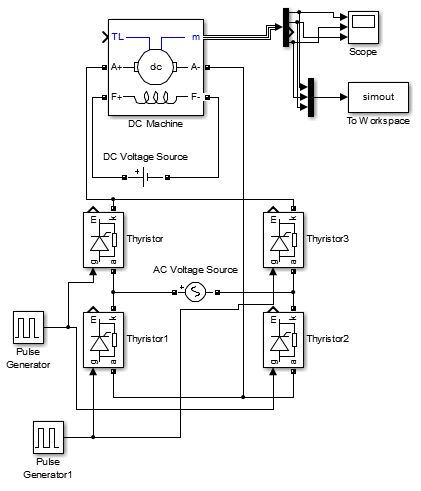 TL
m
A+
dc
A-
F+
F-
DC Machine
Scope
simout
To Workspace
DC Voltage Source
+
m
k
g
a
Thyristor
m
k
g
a
Thyristor3
AC Voltage Source
+
m
k
g
a
Thyristor1
m
k
g
a
Thyristor2
Pulse
Generator
Pulse
Generator1